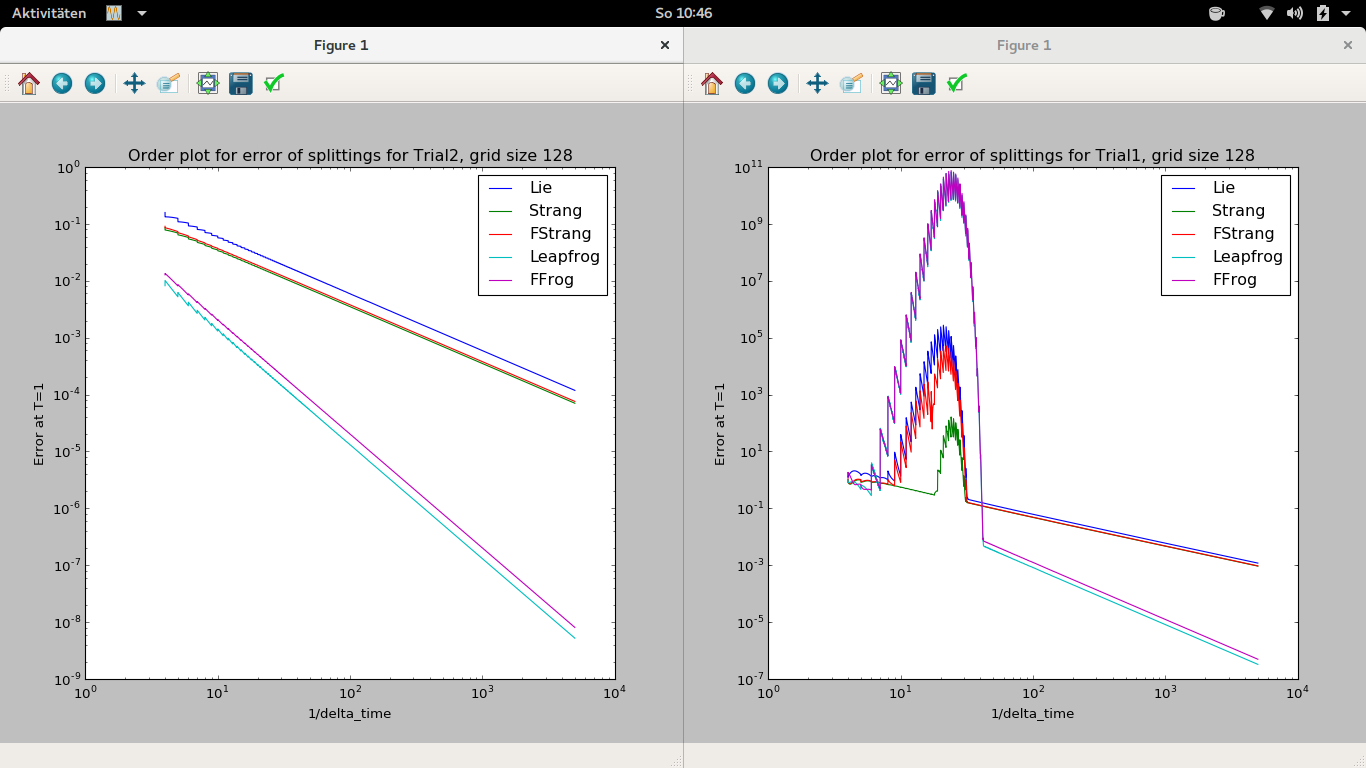 Aktivitäten
So 10:46
Figure 1
Order plot for error of splittings for Trial2, grid size 128
Lie
Strang
FStrang
Leapfrog
FFrog
Error at T=1
10^0
10^-1
10^-2
10^-3
10^-4
10^-5
10^-6
10^-7
10^-8
10^-9
10^0 10^1 10^2 10^3 10^4
1/delta_time
Figure 1
Order plot for error of splittings for Trial1, grid size 128
Lie
Strang
FStrang
Leapfrog
FFrog
Error at T=1
10^11
10^9
10^7
10^5
10^3
10^1
10^-1
10^-3
10^-5
10^-7
10^0 10^1 10^2 10^3 10^4
1/delta_time